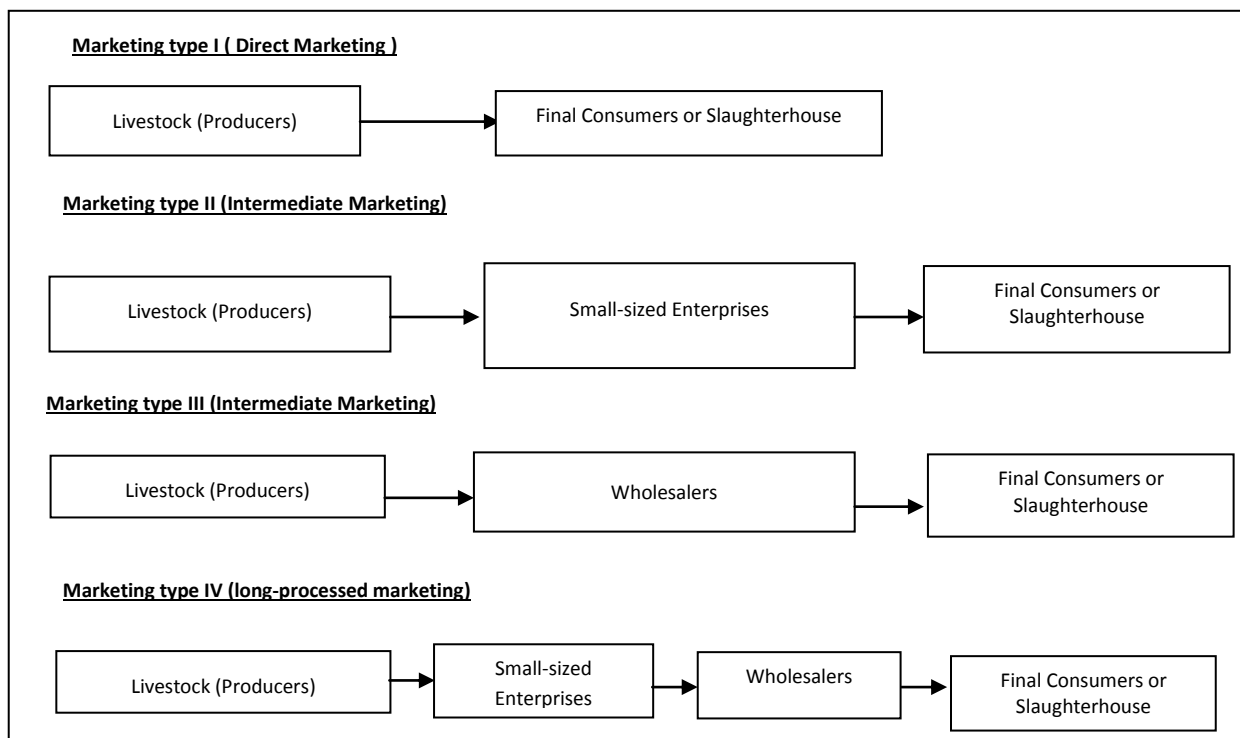 Marketing type I ( Direct Marketing )
Livestock (Producers)
Final Consumers or Slaughterhouse
Marketing type II (Intermediate Marketing)
Livestock (Producers)
Small-sized Enterprises
Final Consumers or
Slaughterhouse
Marketing type III (Intermediate Marketing)
Livestock (Producers)
Wholesalers
Final Consumers or
Slaughterhouse
Marketing type IV (long-processed marketing)
Livestock (Producers)
Small-sized
Enterprises
Wholesalers
Final Consumers or
Slaughterhouse